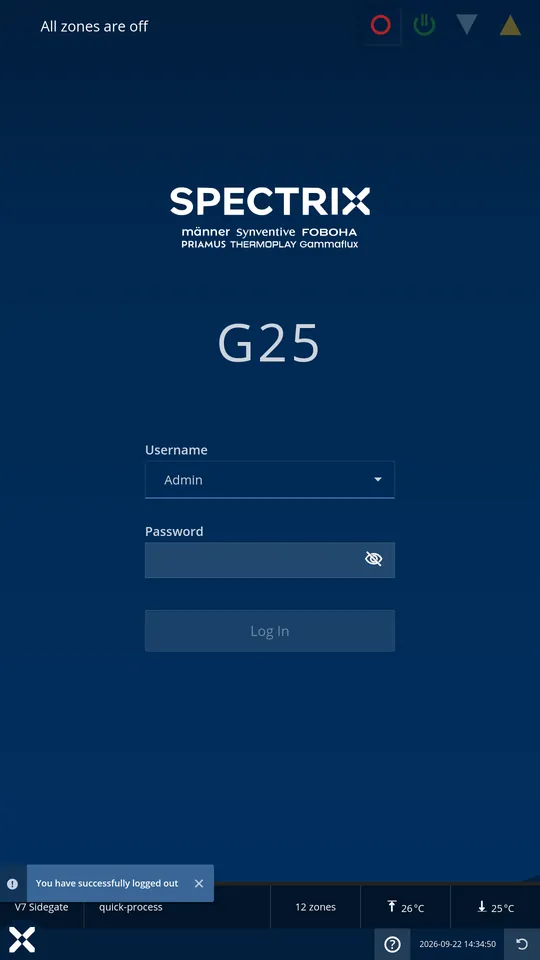 All zones are off
SPECTRIX
männer Synventive FOBOHA
PRIAMUS THERMOPLAY Gammaflux
G25
Username
Admin
Password
Log In
You have successfully logged out
V7 Sidegate quick-process 12 zones 26°C 25°C
2026-09-22 14:34:50